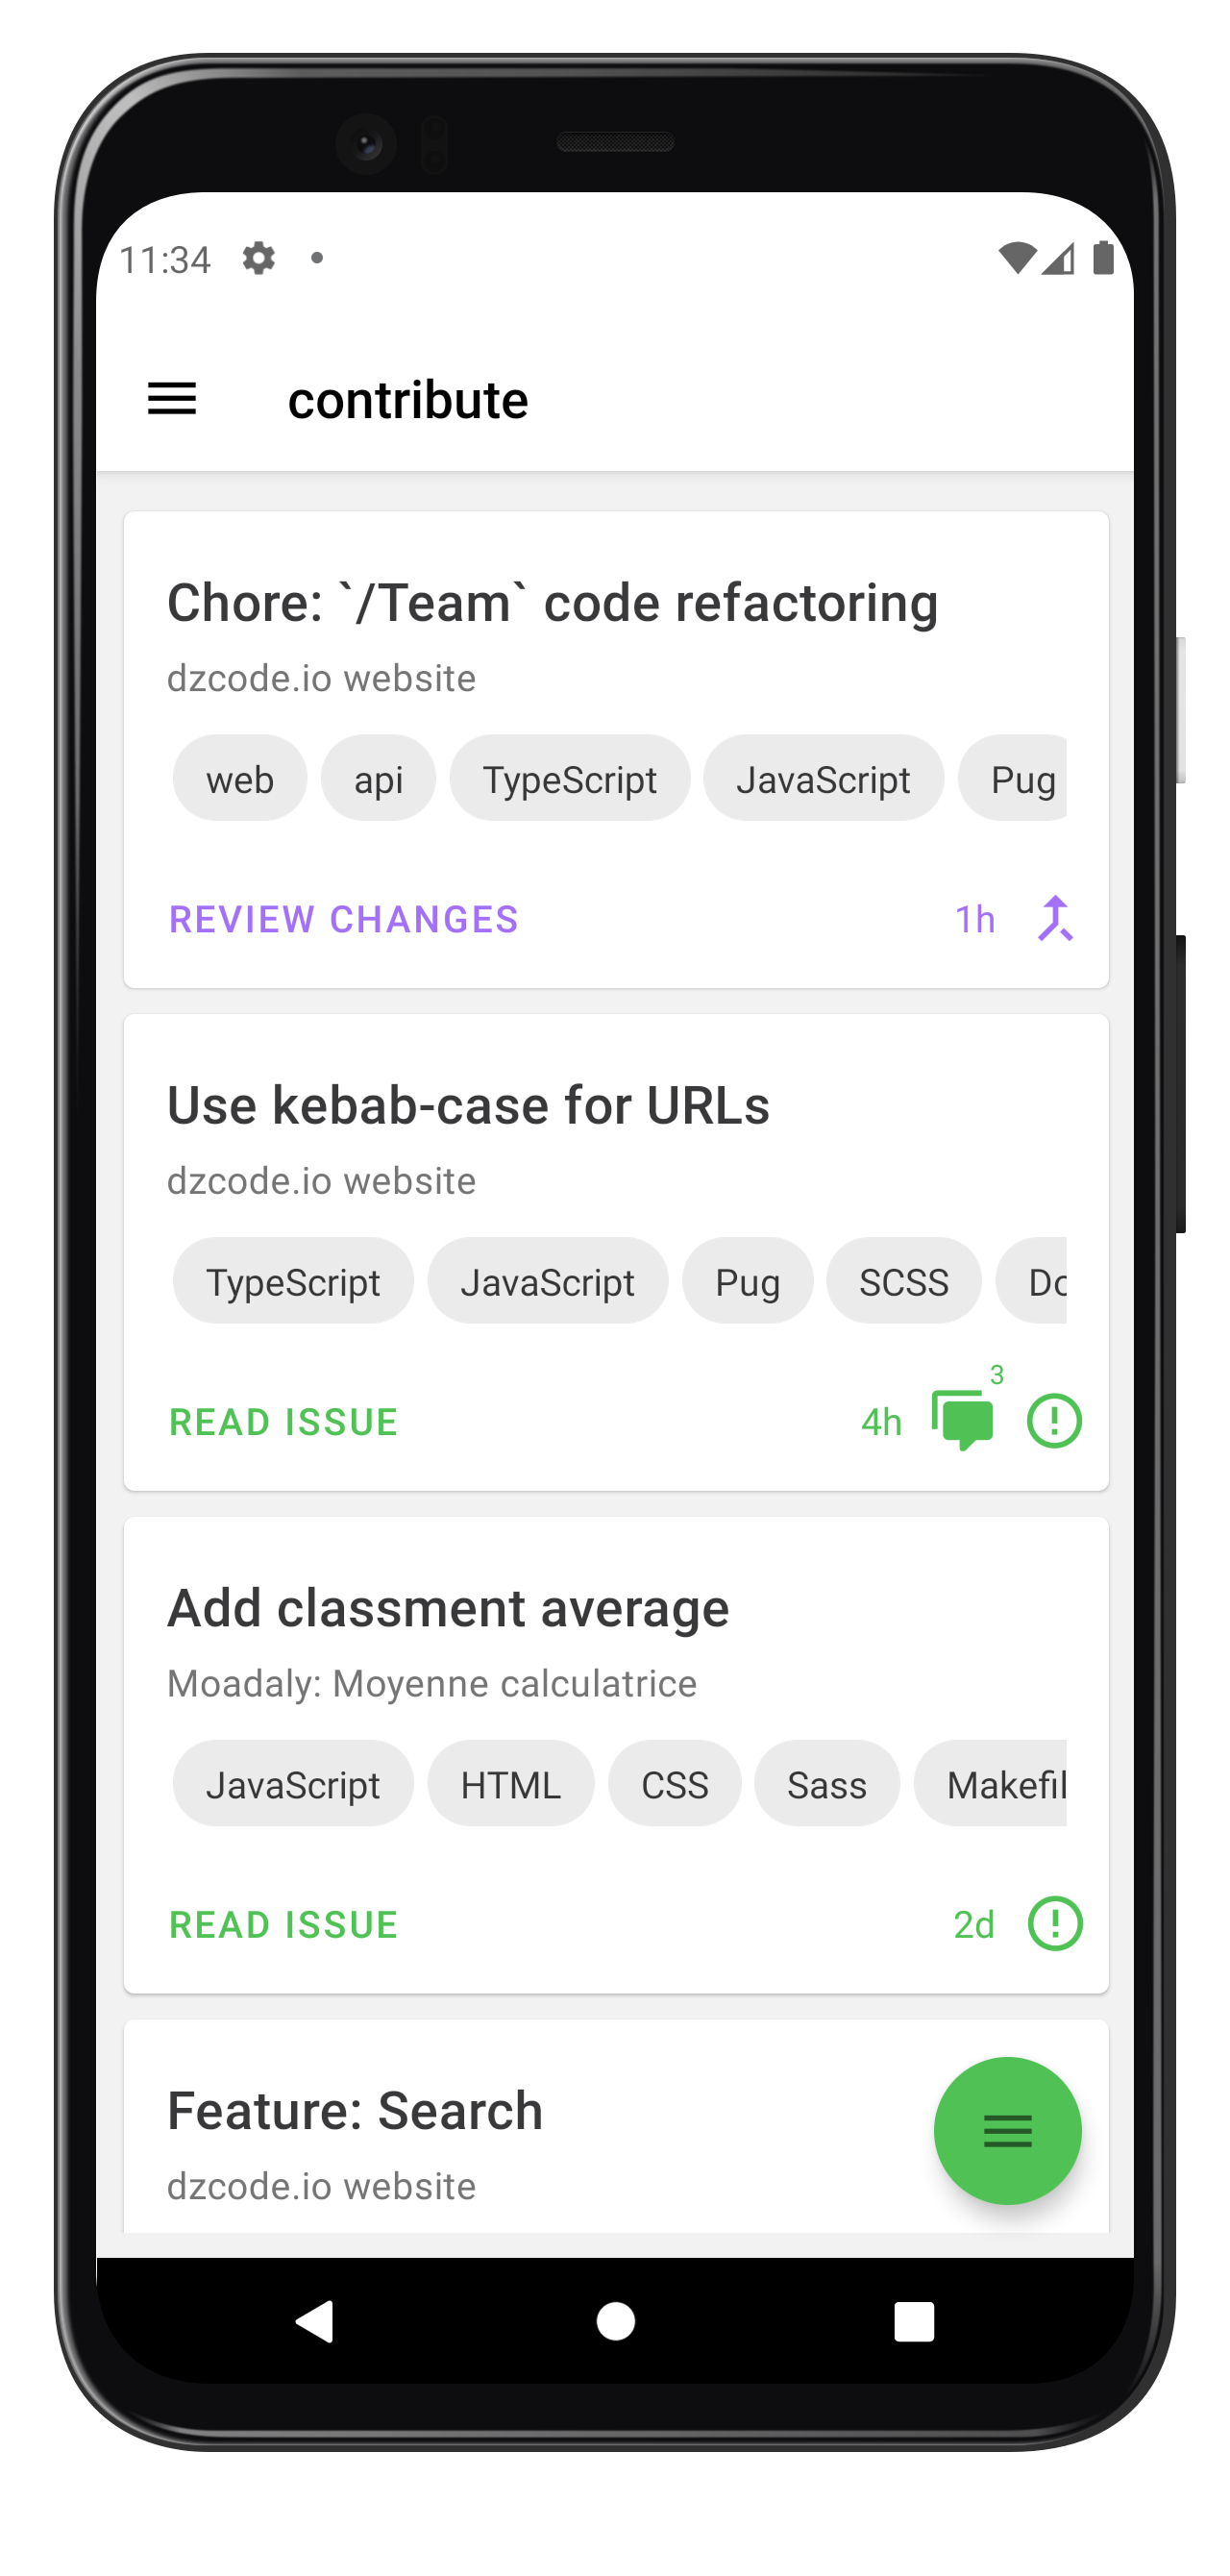 11:34
contribute
Chore: `/Team` code refactoring
dzcode.io website
web api TypeScript JavaScript Pug
REVIEW CHANGES 1h
Use kebab-case for URLs
dzcode.io website
TypeScript JavaScript Pug SCSS Do
3
READ ISSUE 4h
Add classment average
Moadaly: Moyenne calculatrice
JavaScript HTML CSS Sass Makefil
READ ISSUE 2d
Feature: Search
dzcode.io website